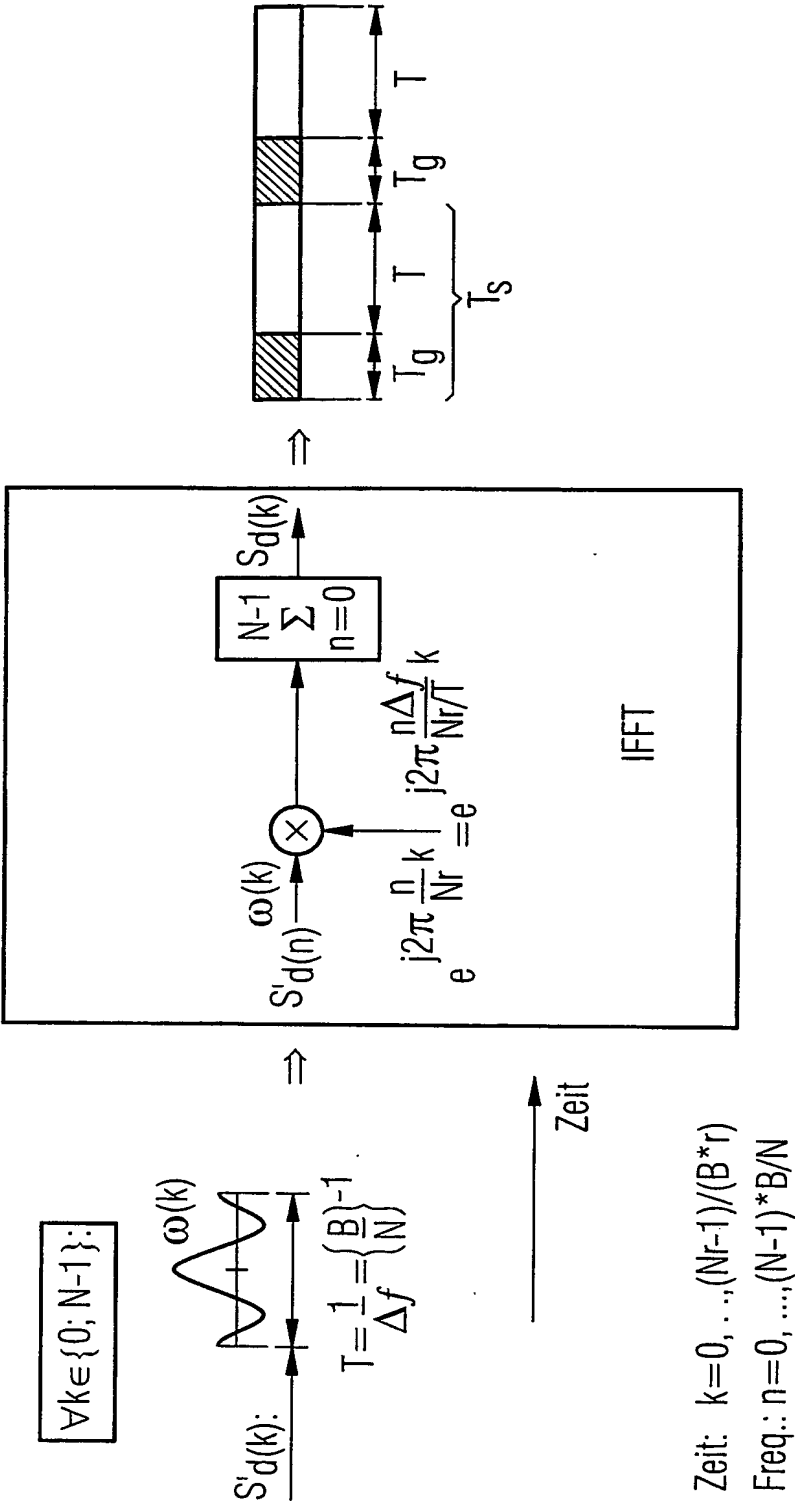 ∀k∈{0; N-1}:
S'd(k):
ω(k)
T=1/Δf={B/N}-1
Zeit
Zeit: k=0, . .,(Nr-1)/(B*r)
Freq.: n=0, ...,(N-1)*B/N
⇒
S'd(n)
ω(k)
×
e j2π n/Nr k =e j2π nΔf/Nr/T k
N-1
Σ
n=0
Sd(k)
IFFT
⇒
Tg T Tg T
Ts